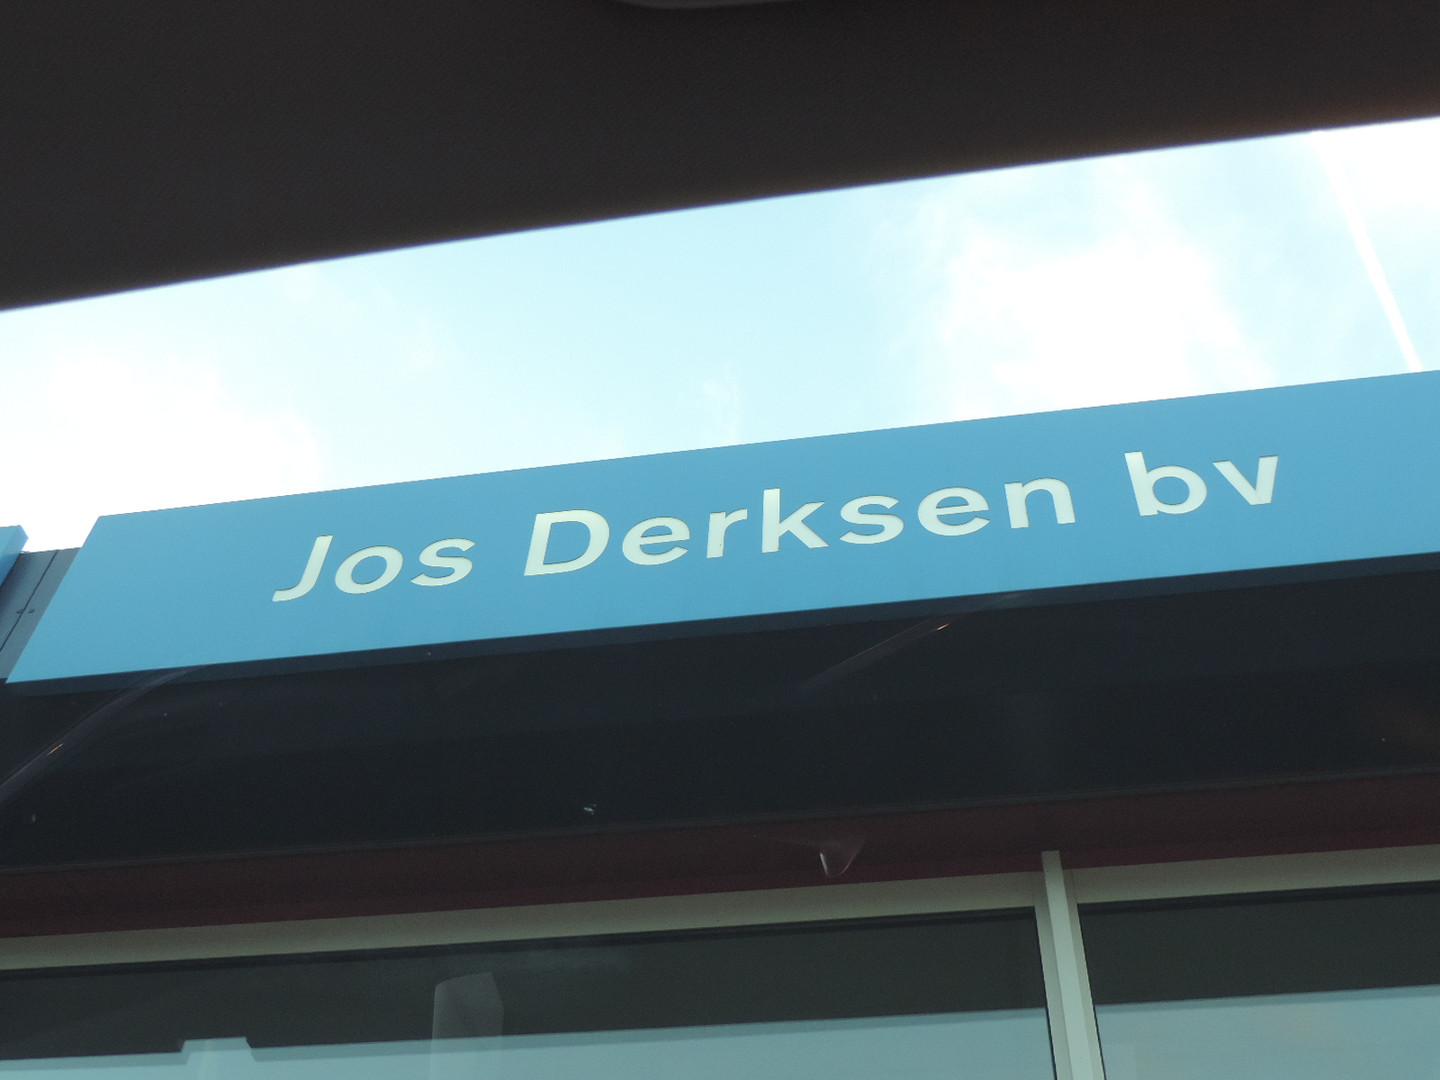 Jos Derksen bv